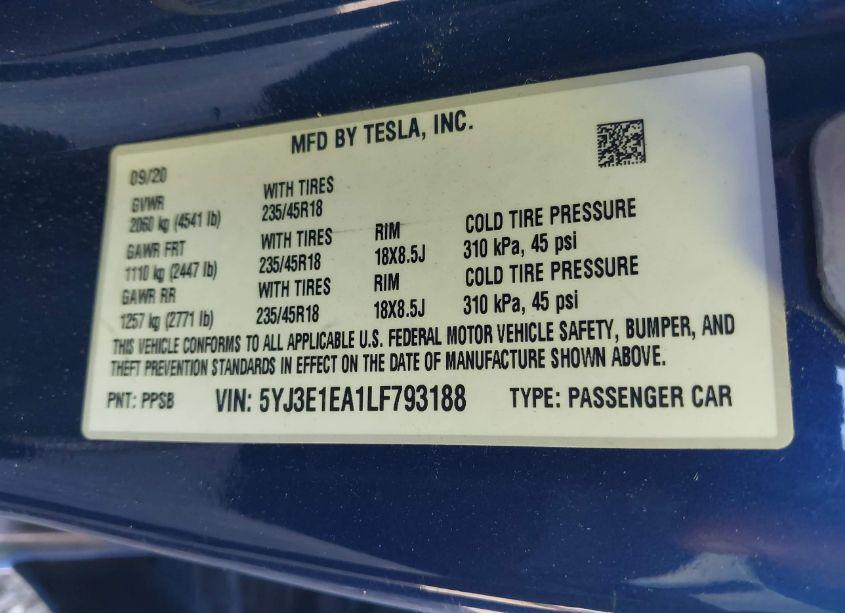 MFD BY TESLA, INC.
09/20
GVWR
2060 kg (4541 lb)
WITH TIRES
235/45R18
GAWR FRT
1110 kg (2447 lb)
WITH TIRES
235/45R18
RIM
18X8.5J
COLD TIRE PRESSURE
310 kPa, 45 psi
GAWR RR
1257 kg (2771 lb)
WITH TIRES
235/45R18
RIM
18X8.5J
COLD TIRE PRESSURE
310 kPa, 45 psi
THIS VEHICLE CONFORMS TO ALL APPLICABLE U.S. FEDERAL MOTOR VEHICLE SAFETY, BUMPER, AND
THEFT PREVENTION STANDARDS IN EFFECT ON THE DATE OF MANUFACTURE SHOWN ABOVE.
PNT: PPSB VIN: 5YJ3E1EA1LF793188 TYPE: PASSENGER CAR